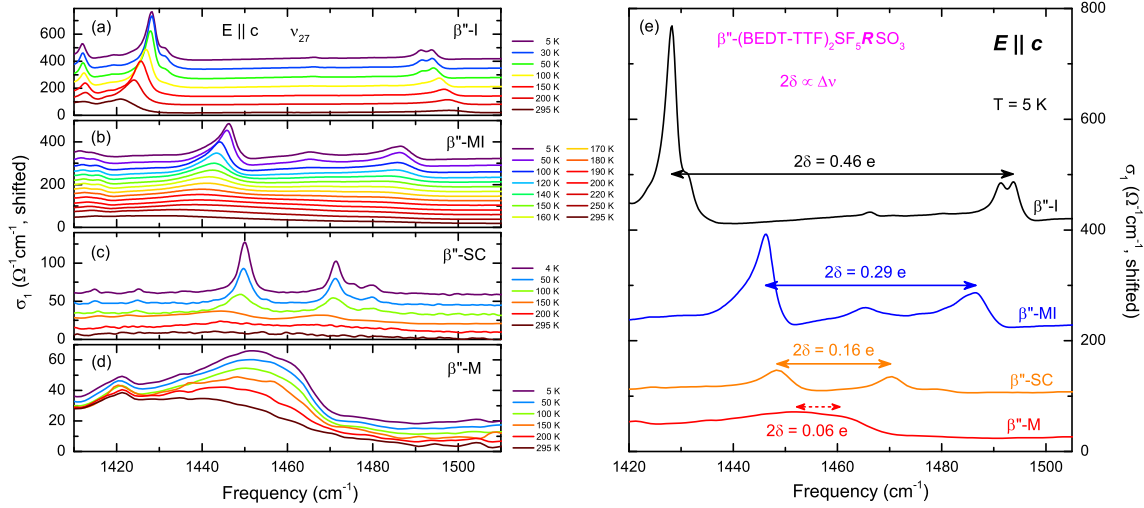 (a) E || c ν27 β"-I
600
400
200
0
5 K
30 K
50 K
100 K
150 K
200 K
295 K
(b) β"-MI
400
200
0
5 K 170 K
50 K 180 K
100 K 190 K
120 K 200 K
140 K 220 K
150 K 250 K
160 K 295 K
(c) β"-SC
100
50
0
4 K
50 K
100 K
150 K
200 K
295 K
(d) β"-M
60
40
20
0
5 K
50 K
100 K
150 K
200 K
295 K
1420 1440 1460 1480 1500
Frequency (cm-1)
σ1 (Ω-1cm-1, shifted)
(e) β"-(BEDT-TTF)2SF5RSO3 E || c
2δ ∝ Δν
T = 5 K
2δ = 0.46 e
β"-I
2δ = 0.29 e
β"-MI
2δ = 0.16 e
β"-SC
β"-M
2δ = 0.06 e
800
600
400
200
0
1420 1440 1460 1480 1500
Frequency (cm-1)
σ1 (Ω-1cm-1, shifted)